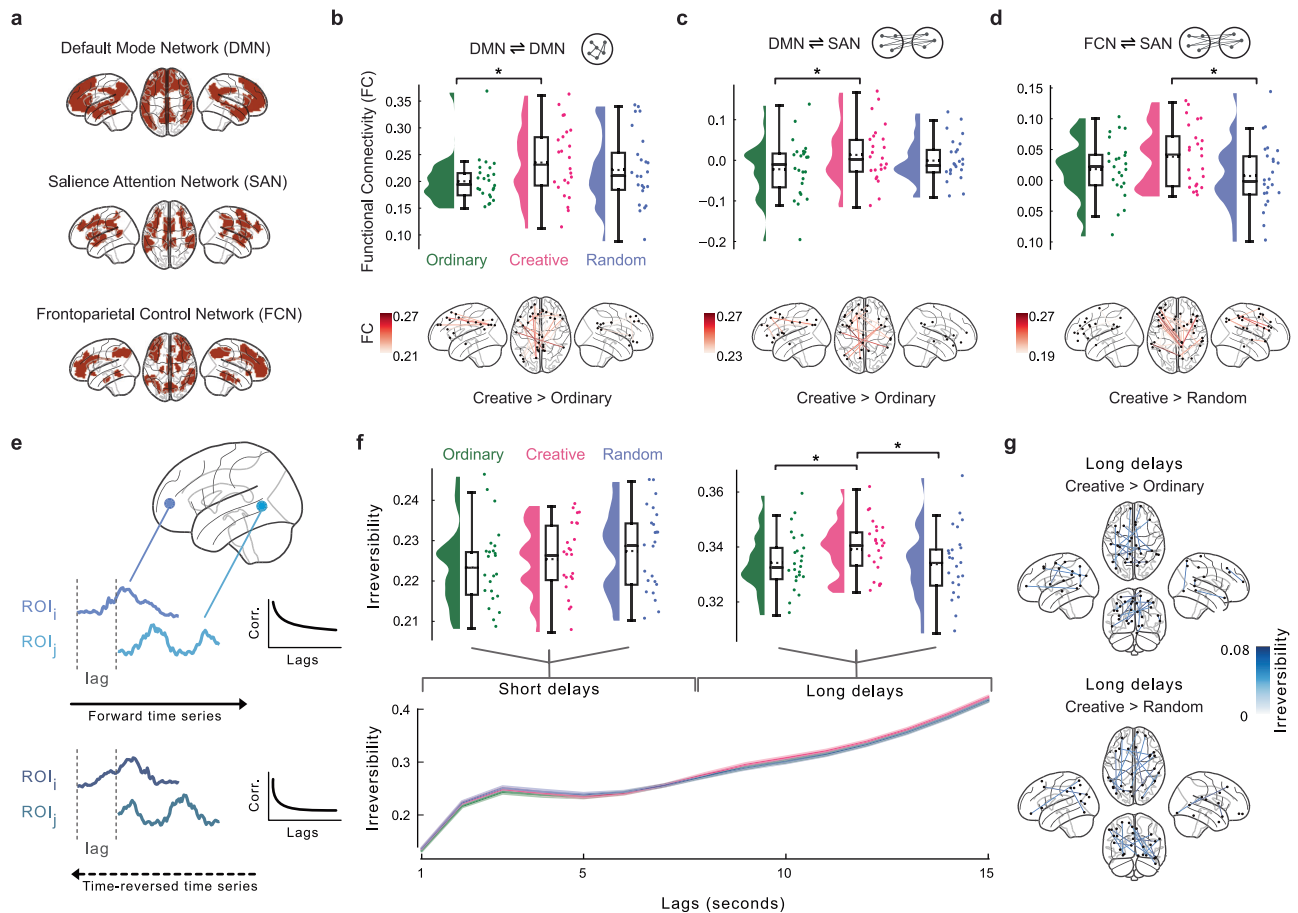 a
Default Mode Network (DMN)
Salience Attention Network (SAN)
Frontoparietal Control Network (FCN)
b
DMN ⇌ DMN
*
Functional Connectivity (FC)
0.35
0.30
0.25
0.20
0.15
0.10
Ordinary
Creative
Random
FC
0.27
0.21
Creative > Ordinary
c
DMN ⇌ SAN
*
0.1
0.0
−0.1
−0.2
0.27
0.23
Creative > Ordinary
d
FCN ⇌ SAN
*
0.10
0.05
0.00
0.05
0.10
0.27
0.19
Creative > Random
e
ROIi
ROIj
lag
Corr.
Lags
Forward time series
ROIi
ROIj
lag
Corr.
Lags
Time-reversed time series
f
Ordinary
Creative
Random
Irreversibility
0.24
0.23
0.22
0.21
*
*
0.36
0.34
0.32
Short delays
Long delays
Irreversibility
0.4
0.3
0.2
1
5
10
15
Lags (seconds)
g
Long delays
Creative > Ordinary
0.08
0
Irreversibility
Long delays
Creative > Random